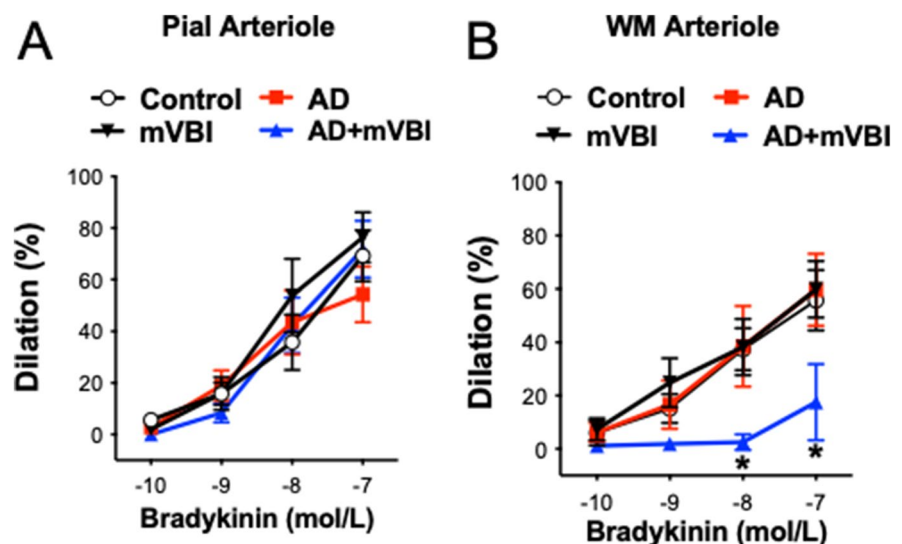 A
Pial Arteriole
Control
AD
mVBI
AD+mVBI
100
80
60
40
20
0
Dilation (%)
-10
-9
-8
-7
Bradykinin (mol/L)
B
WM Arteriole
Control
AD
mVBI
AD+mVBI
100
80
60
40
20
0
Dilation (%)
*
*
-10
-9
-8
-7
Bradykinin (mol/L)